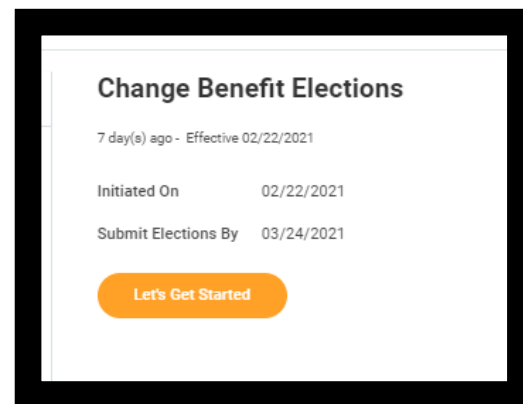 Change Benefit Elections
7 day(s) ago - Effective 02/22/2021
Initiated On 02/22/2021
Submit Elections By 03/24/2021
Let's Get Started